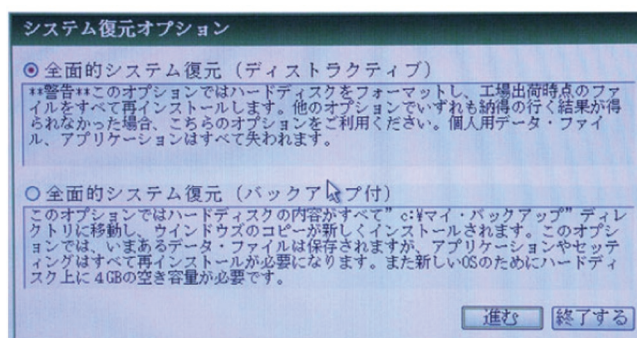 システム復元オプション
全面的システム復元 (ディストラクティブ)
**警告**このオプションではハードディスクをフォーマットし、工場出荷時点のファ
イルをすべて再インストールします。他のオプションでいずれも納得の行く結果が得
られなかった場合、こちらのオプションをご利用ください。個人用データ・ファイ
ル、アプリケーションはすべて失われます。
全面的システム復元 (バックアップ付)
このオプションではハードディスクの内容がすべて" c:¥マイ・バックアップ" ディレ
クトリに移動し、ウインドウズのコピーが新しくインストールされます。このオプシ
ョンでは、いまあるデータ・ファイルは保存されますが、アプリケーションやセッテ
ィングはすべて再インストールが必要になります。また新しいOSのためにハードディ
スク上に4GBの空き容量が必要です。
進む 終了する